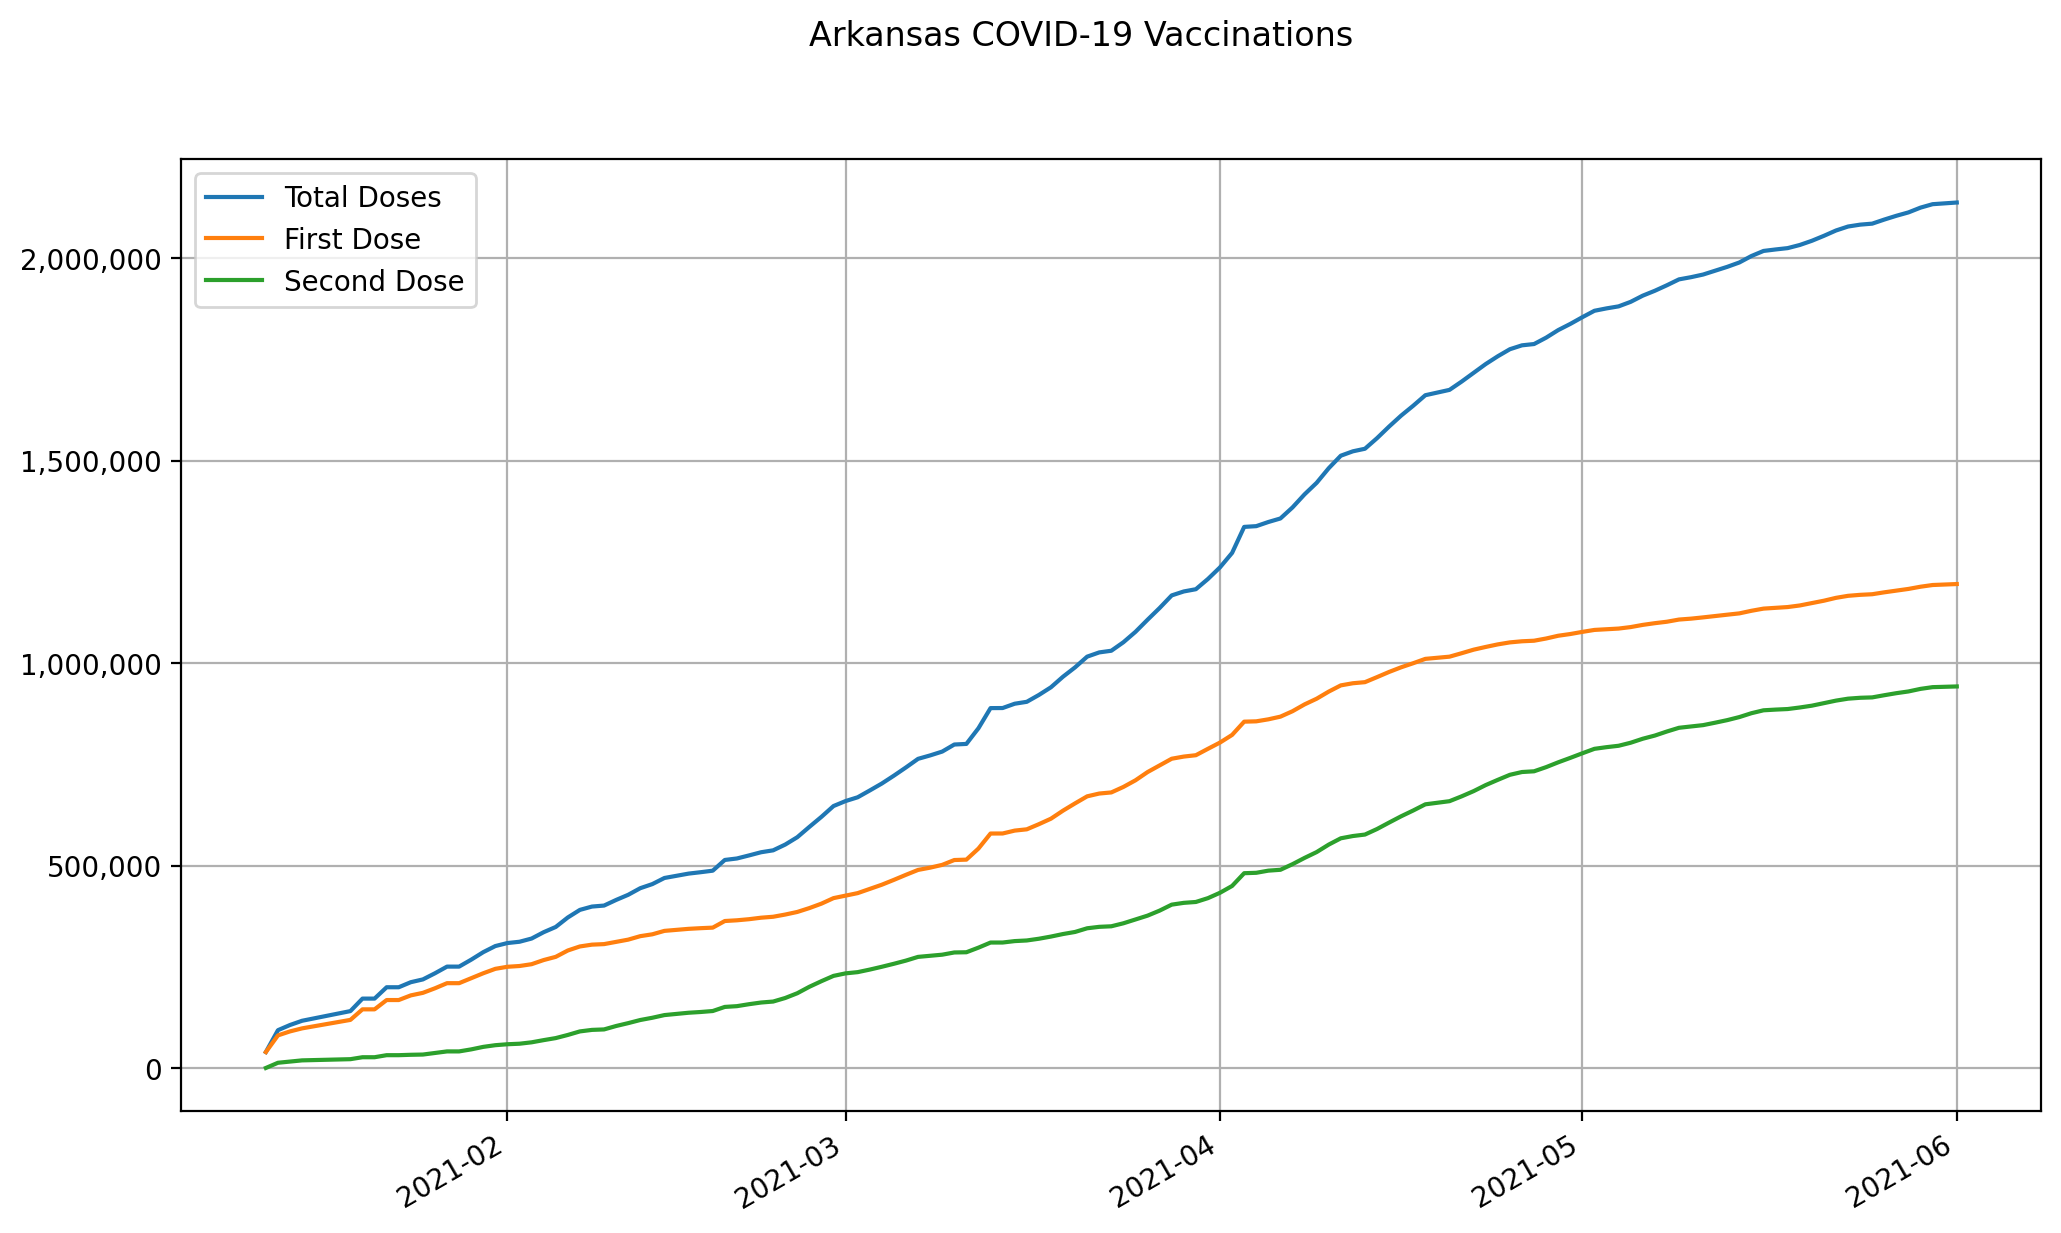 Arkansas COVID-19 Vaccinations
Total Doses
First Dose
Second Dose
2,000,000
1,500,000
1,000,000
500,000
0
2021-02
2021-03
2021-04
2021-05
2021-06